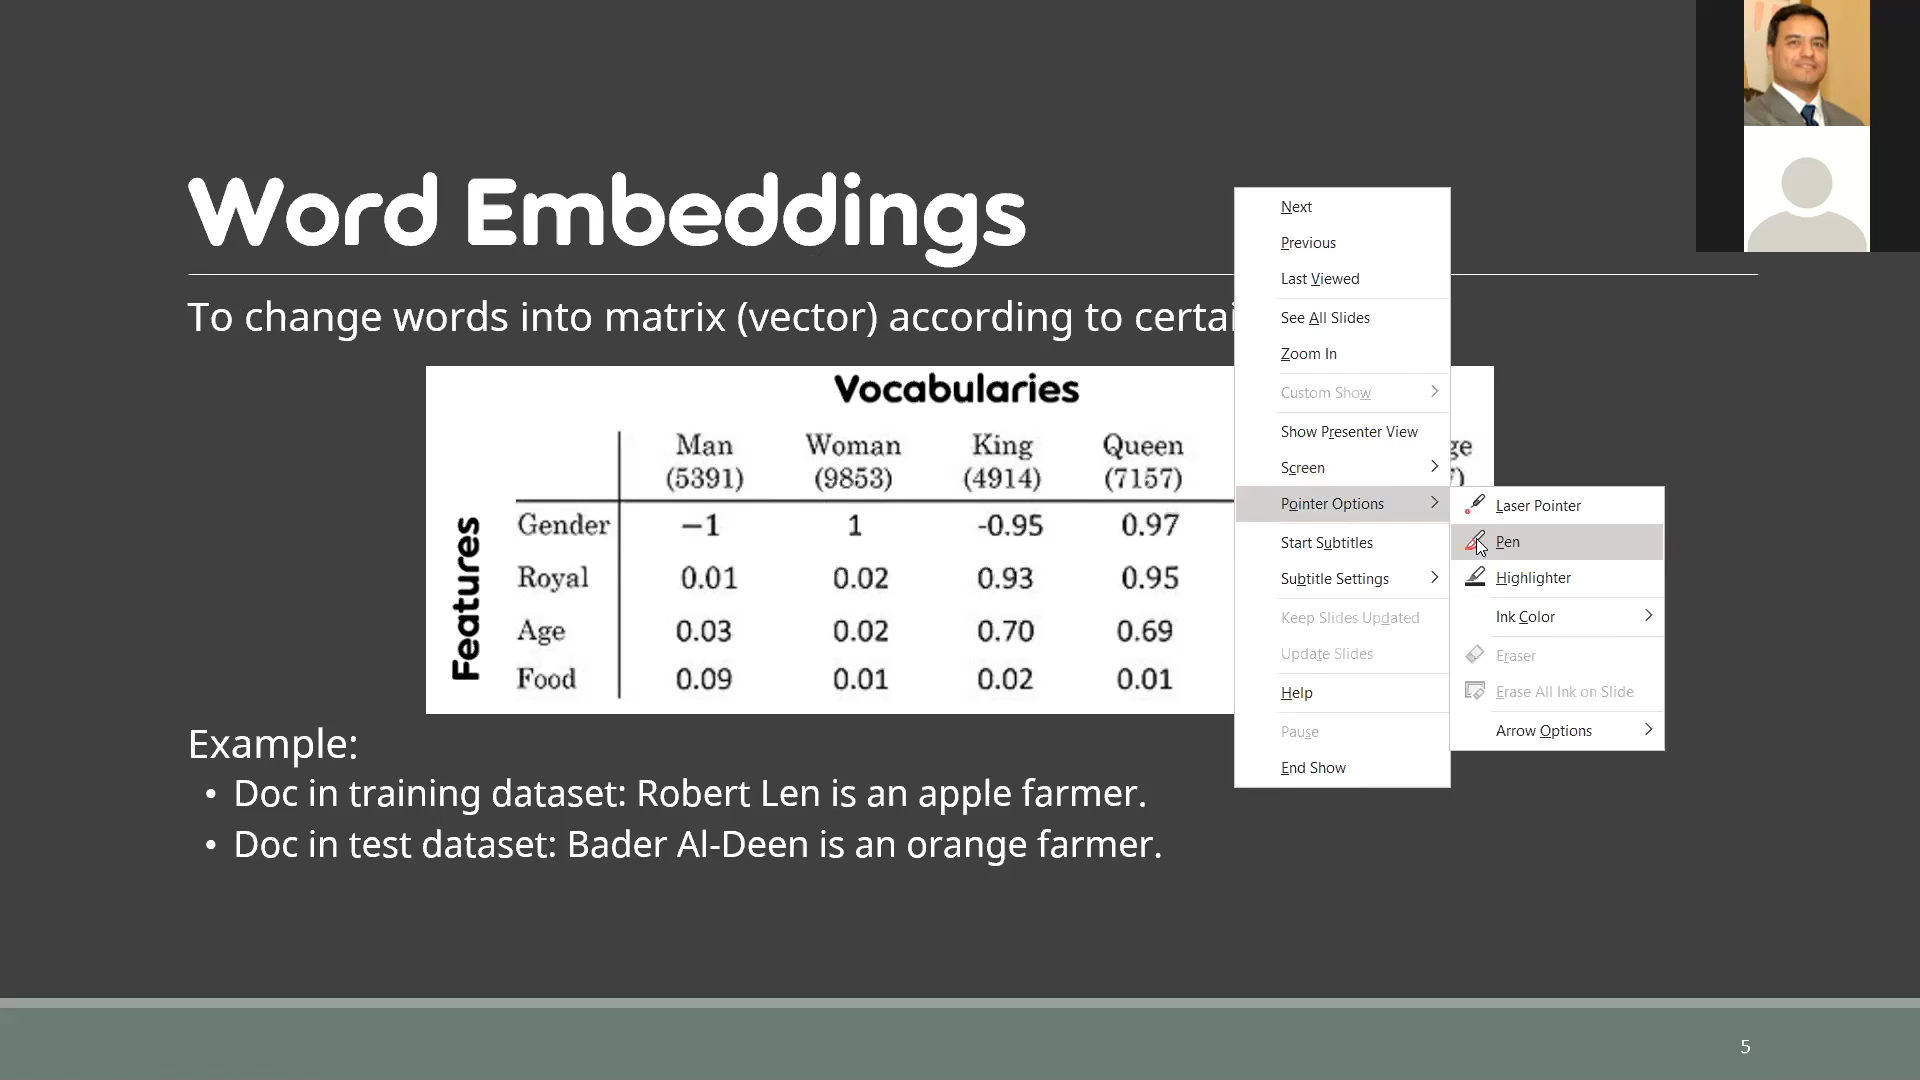 Word Embeddings
To change words into matrix (vector) according to
Vocabularies
Man Woman King Queen
(5391) (9853) (4914) (7157)
Features
Gender −1 1 -0.95 0.97
Royal 0.01 0.02 0.93 0.95
Age 0.03 0.02 0.70 0.69
Food 0.09 0.01 0.02 0.01
Example:
• Doc in training dataset: Robert Len is an apple farmer.
• Doc in test dataset: Bader Al-Deen is an orange farmer.
Next
Previous
Last Viewed
See All Slides
Zoom In
Custom Show
Show Presenter View
Screen
Pointer Options
Start Subtitles
Subtitle Settings
Keep Slides Updated
Update Slides
Help
Pause
End Show
Laser Pointer
Pen
Highlighter
Ink Color
Eraser
Erase All Ink on Slide
Arrow Options
5